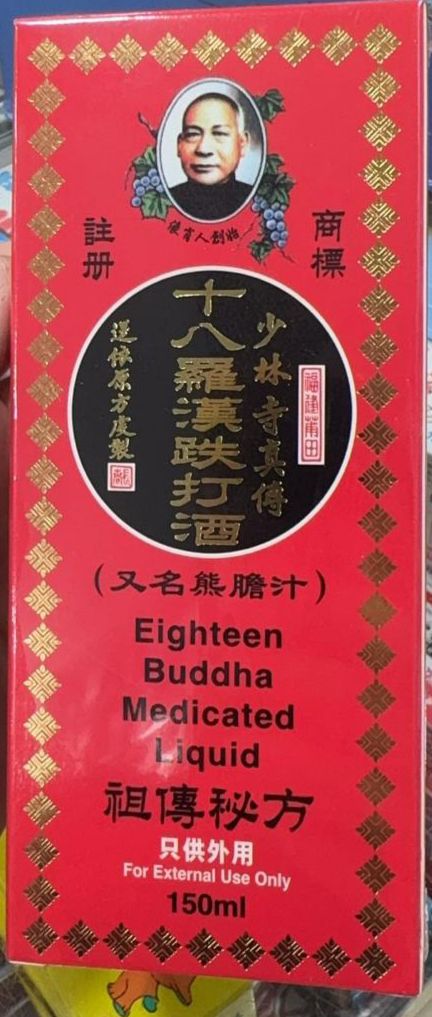 人創始
商標
註册
福建莆田
少林寺真傳
十八羅漢跌打酒
遵依原方虔製
(又名熊膽汁)
Eighteen
Buddha
Medicated
Liquid
祖傳秘方
只供外用
For External Use Only
150ml